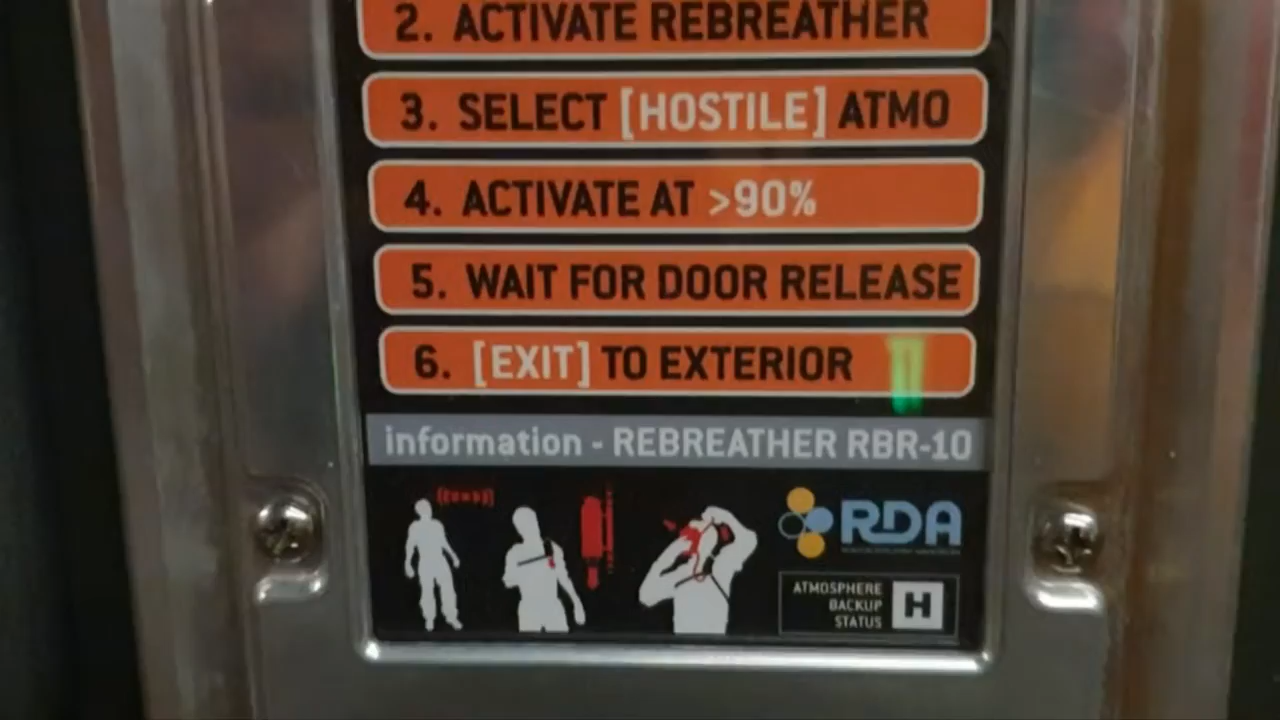 2. ACTIVATE REBREATHER
3. SELECT [HOSTILE] ATMO
4. ACTIVATE AT >90%
5. WAIT FOR DOOR RELEASE
6. [EXIT] TO EXTERIOR
information - REBREATHER RBR-10
RDA
ATMOSPHERE
BACKUP
STATUS
H